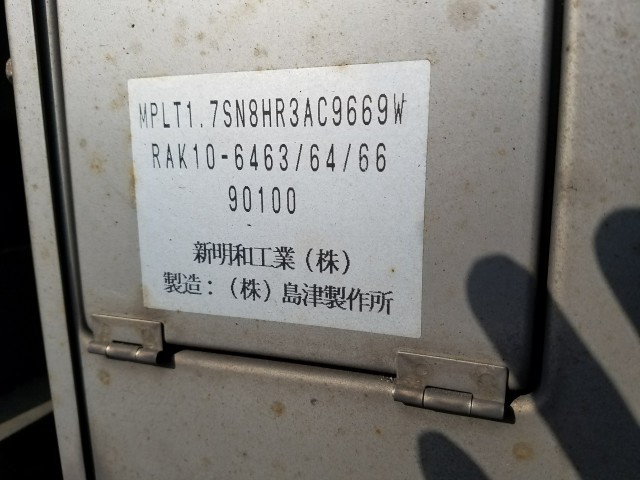 MPLT1.7SN8HR3AC9669W
RAK10-6463/64/66
90100
新明和工業(株)
製造:(株)島津製作所